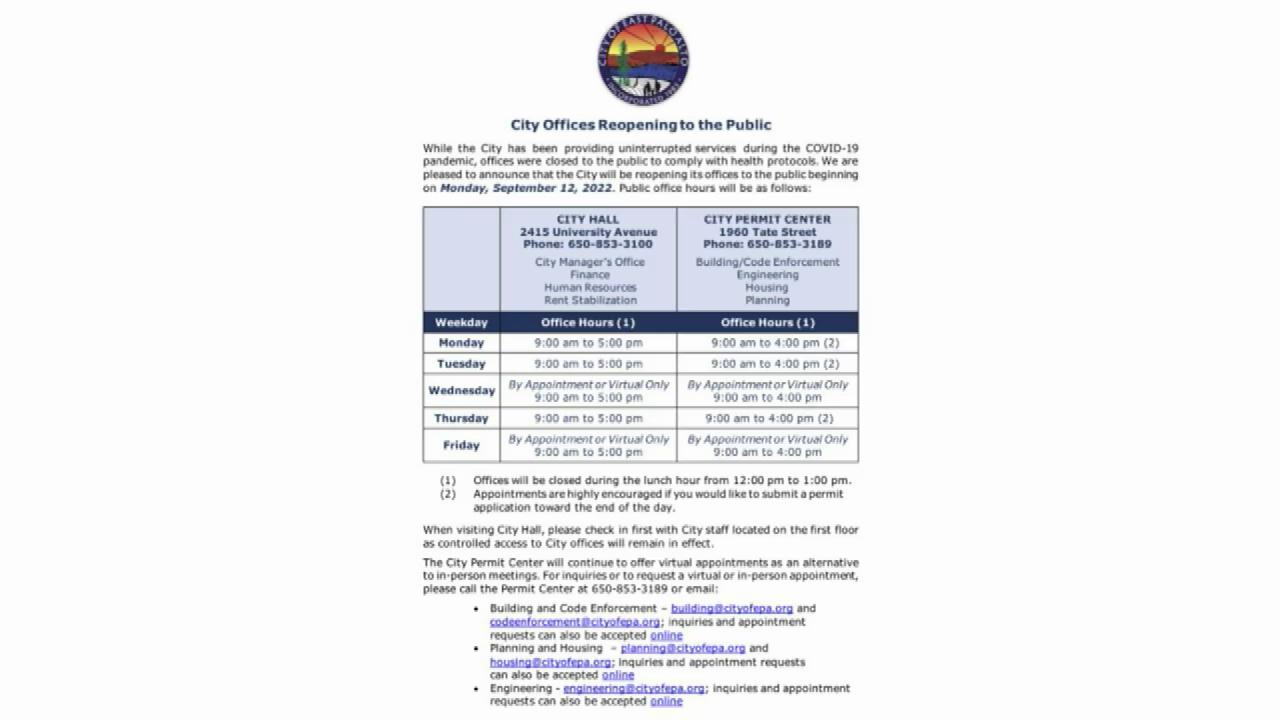 CITY OF EAST PALO ALTO
INCORPORATED 1983
City Offices Reopening to the Public
While the City has been providing uninterrupted services during the COVID-19
pandemic, offices were closed to the public to comply with health protocols. We are
pleased to announce that the City will be reopening its offices to the public beginning
on Monday, September 12, 2022. Public office hours will be as follows:
CITY HALL
2415 University Avenue
Phone: 650-853-3100
City Manager's Office
Finance
Human Resources
Rent Stabilization
CITY PERMIT CENTER
1960 Tate Street
Phone: 650-853-3189
Building/Code Enforcement
Engineering
Housing
Planning
Weekday Office Hours (1) Office Hours (1)
Monday 9:00 am to 5:00 pm 9:00 am to 4:00 pm (2)
Tuesday 9:00 am to 5:00 pm 9:00 am to 4:00 pm (2)
Wednesday By Appointment or Virtual Only 9:00 am to 5:00 pm By Appointment or Virtual Only 9:00 am to 4:00 pm
Thursday 9:00 am to 5:00 pm 9:00 am to 4:00 pm (2)
Friday By Appointment or Virtual Only 9:00 am to 5:00 pm By Appointment or Virtual Only 9:00 am to 4:00 pm
(1) Offices will be closed during the lunch hour from 12:00 pm to 1:00 pm.
(2) Appointments are highly encouraged if you would like to submit a permit
application toward the end of the day.
When visiting City Hall, please check in first with City staff located on the first floor
as controlled access to City offices will remain in effect.
The City Permit Center will continue to offer virtual appointments as an alternative
to in-person meetings. For inquiries or to request a virtual or in-person appointment,
please call the Permit Center at 650-853-3189 or email:
• Building and Code Enforcement – building@cityofepa.org and
codeenforcement@cityofepa.org; inquiries and appointment
requests can also be accepted online
• Planning and Housing – planning@cityofepa.org and
housing@cityofepa.org; inquiries and appointment requests
can also be accepted online
• Engineering - engineering@cityofepa.org; inquiries and appointment
requests can also be accepted online